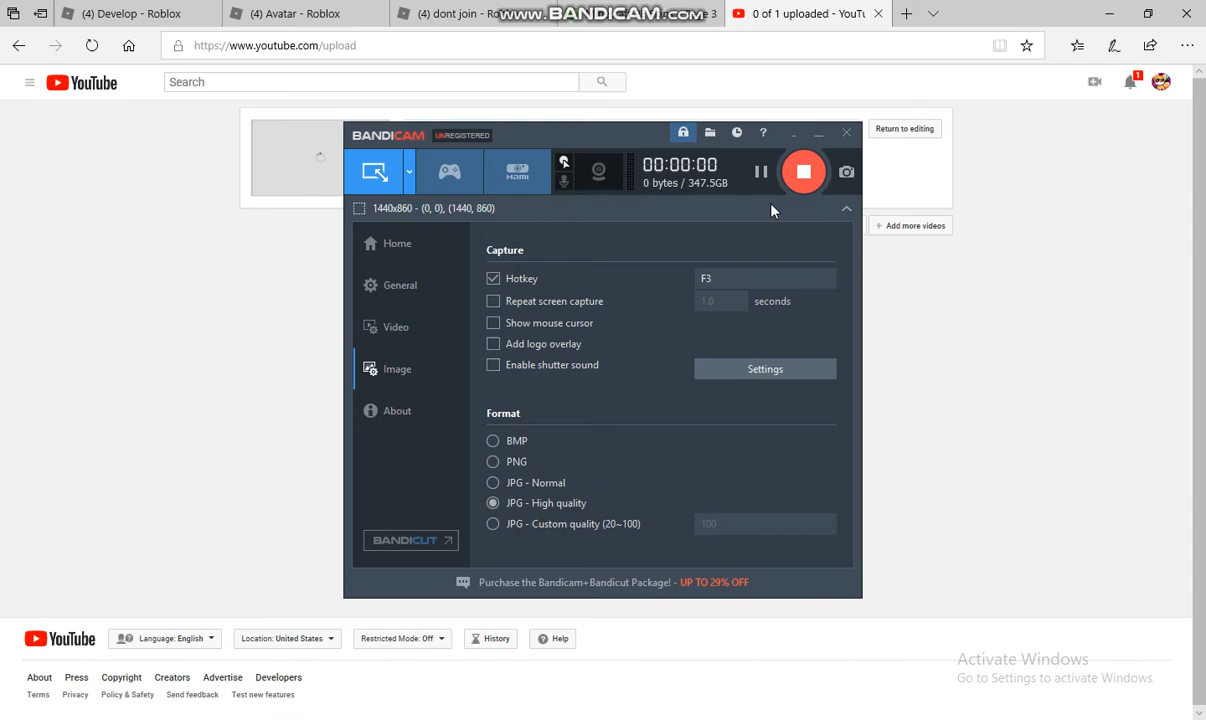 (4) Develop - Roblox
(4) Avatar - Roblox
(4) dont join - Ro
www.BANDICAM.com
e 3
0 of 1 uploaded - YouTu
https://www.youtube.com/upload
YouTube
Search
1
Return to editing
BANDICAM UNREGISTERED
HDMI
00:00:00
0 bytes / 347.5GB
1440x860 - (0, 0), (1440, 860)
+ Add more videos
Home
General
Video
Image
About
BANDICUT
Capture
Hotkey
F3
Repeat screen capture
1.0
seconds
Show mouse cursor
Add logo overlay
Enable shutter sound
Settings
Format
BMP
PNG
JPG - Normal
JPG - High quality
JPG - Custom quality (20~100)
100
Purchase the Bandicam+Bandicut Package! - UP TO 29% OFF
YouTube
Language: English
Location: United States
Restricted Mode: Off
History
Help
About Press Copyright Creators Advertise Developers
Terms Privacy Policy & Safety Send feedback Test new features
Activate Windows
Go to Settings to activate Windows.